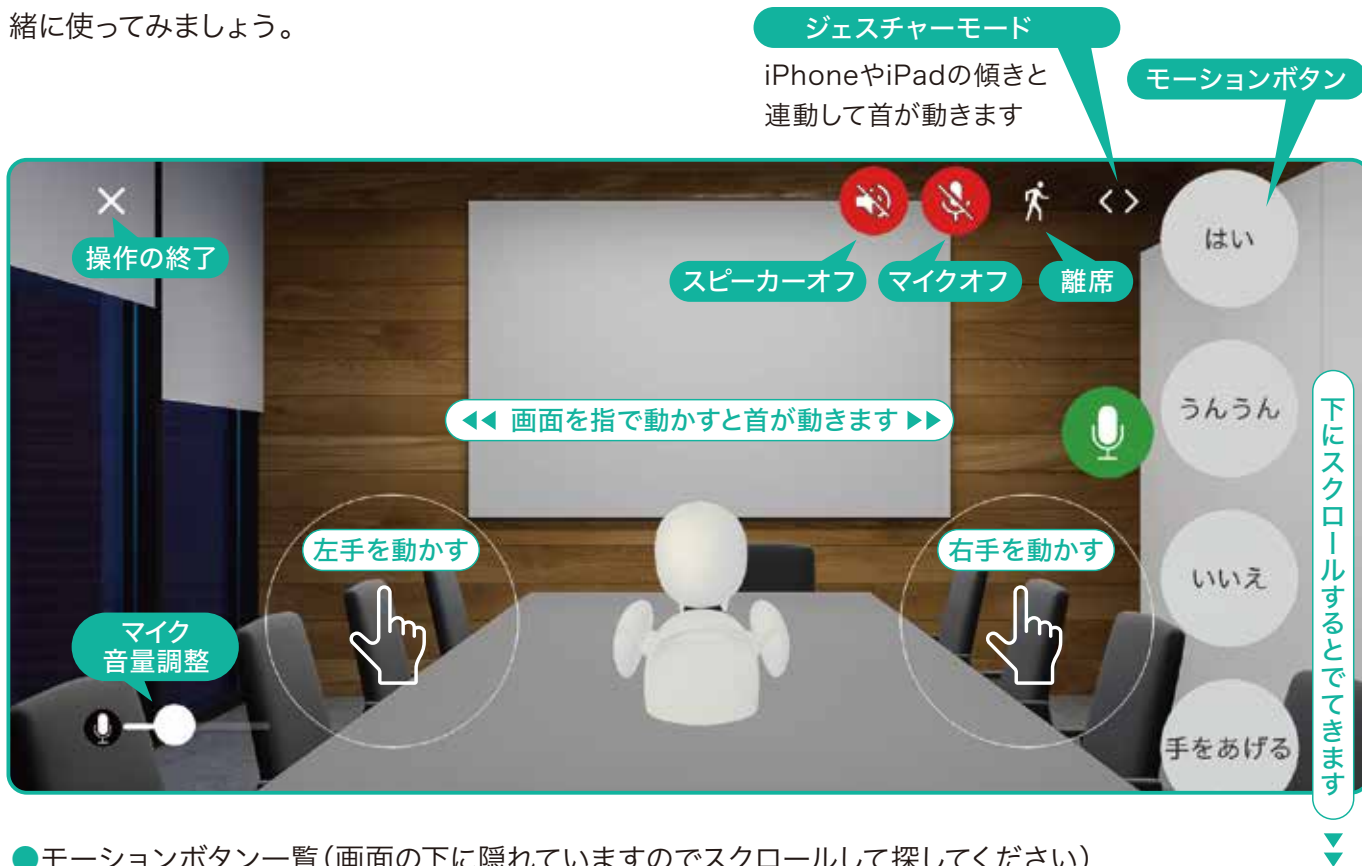 緒に使ってみましょう。
ジェスチャーモード
iPhoneやiPadの傾きと
連動して首が動きます
モーションボタン
操作の終了
スピーカーオフ
マイクオフ
離席
はい
◀◀ 画面を指で動かすと首が動きます ▶▶
うんうん
左手を動かす
右手を動かす
いいえ
マイク
音量調整
手をあげる
下にスクロールするとでてきます
●モーションボタン一覧(画面の下に隠れていますのでスクロールして探してください)